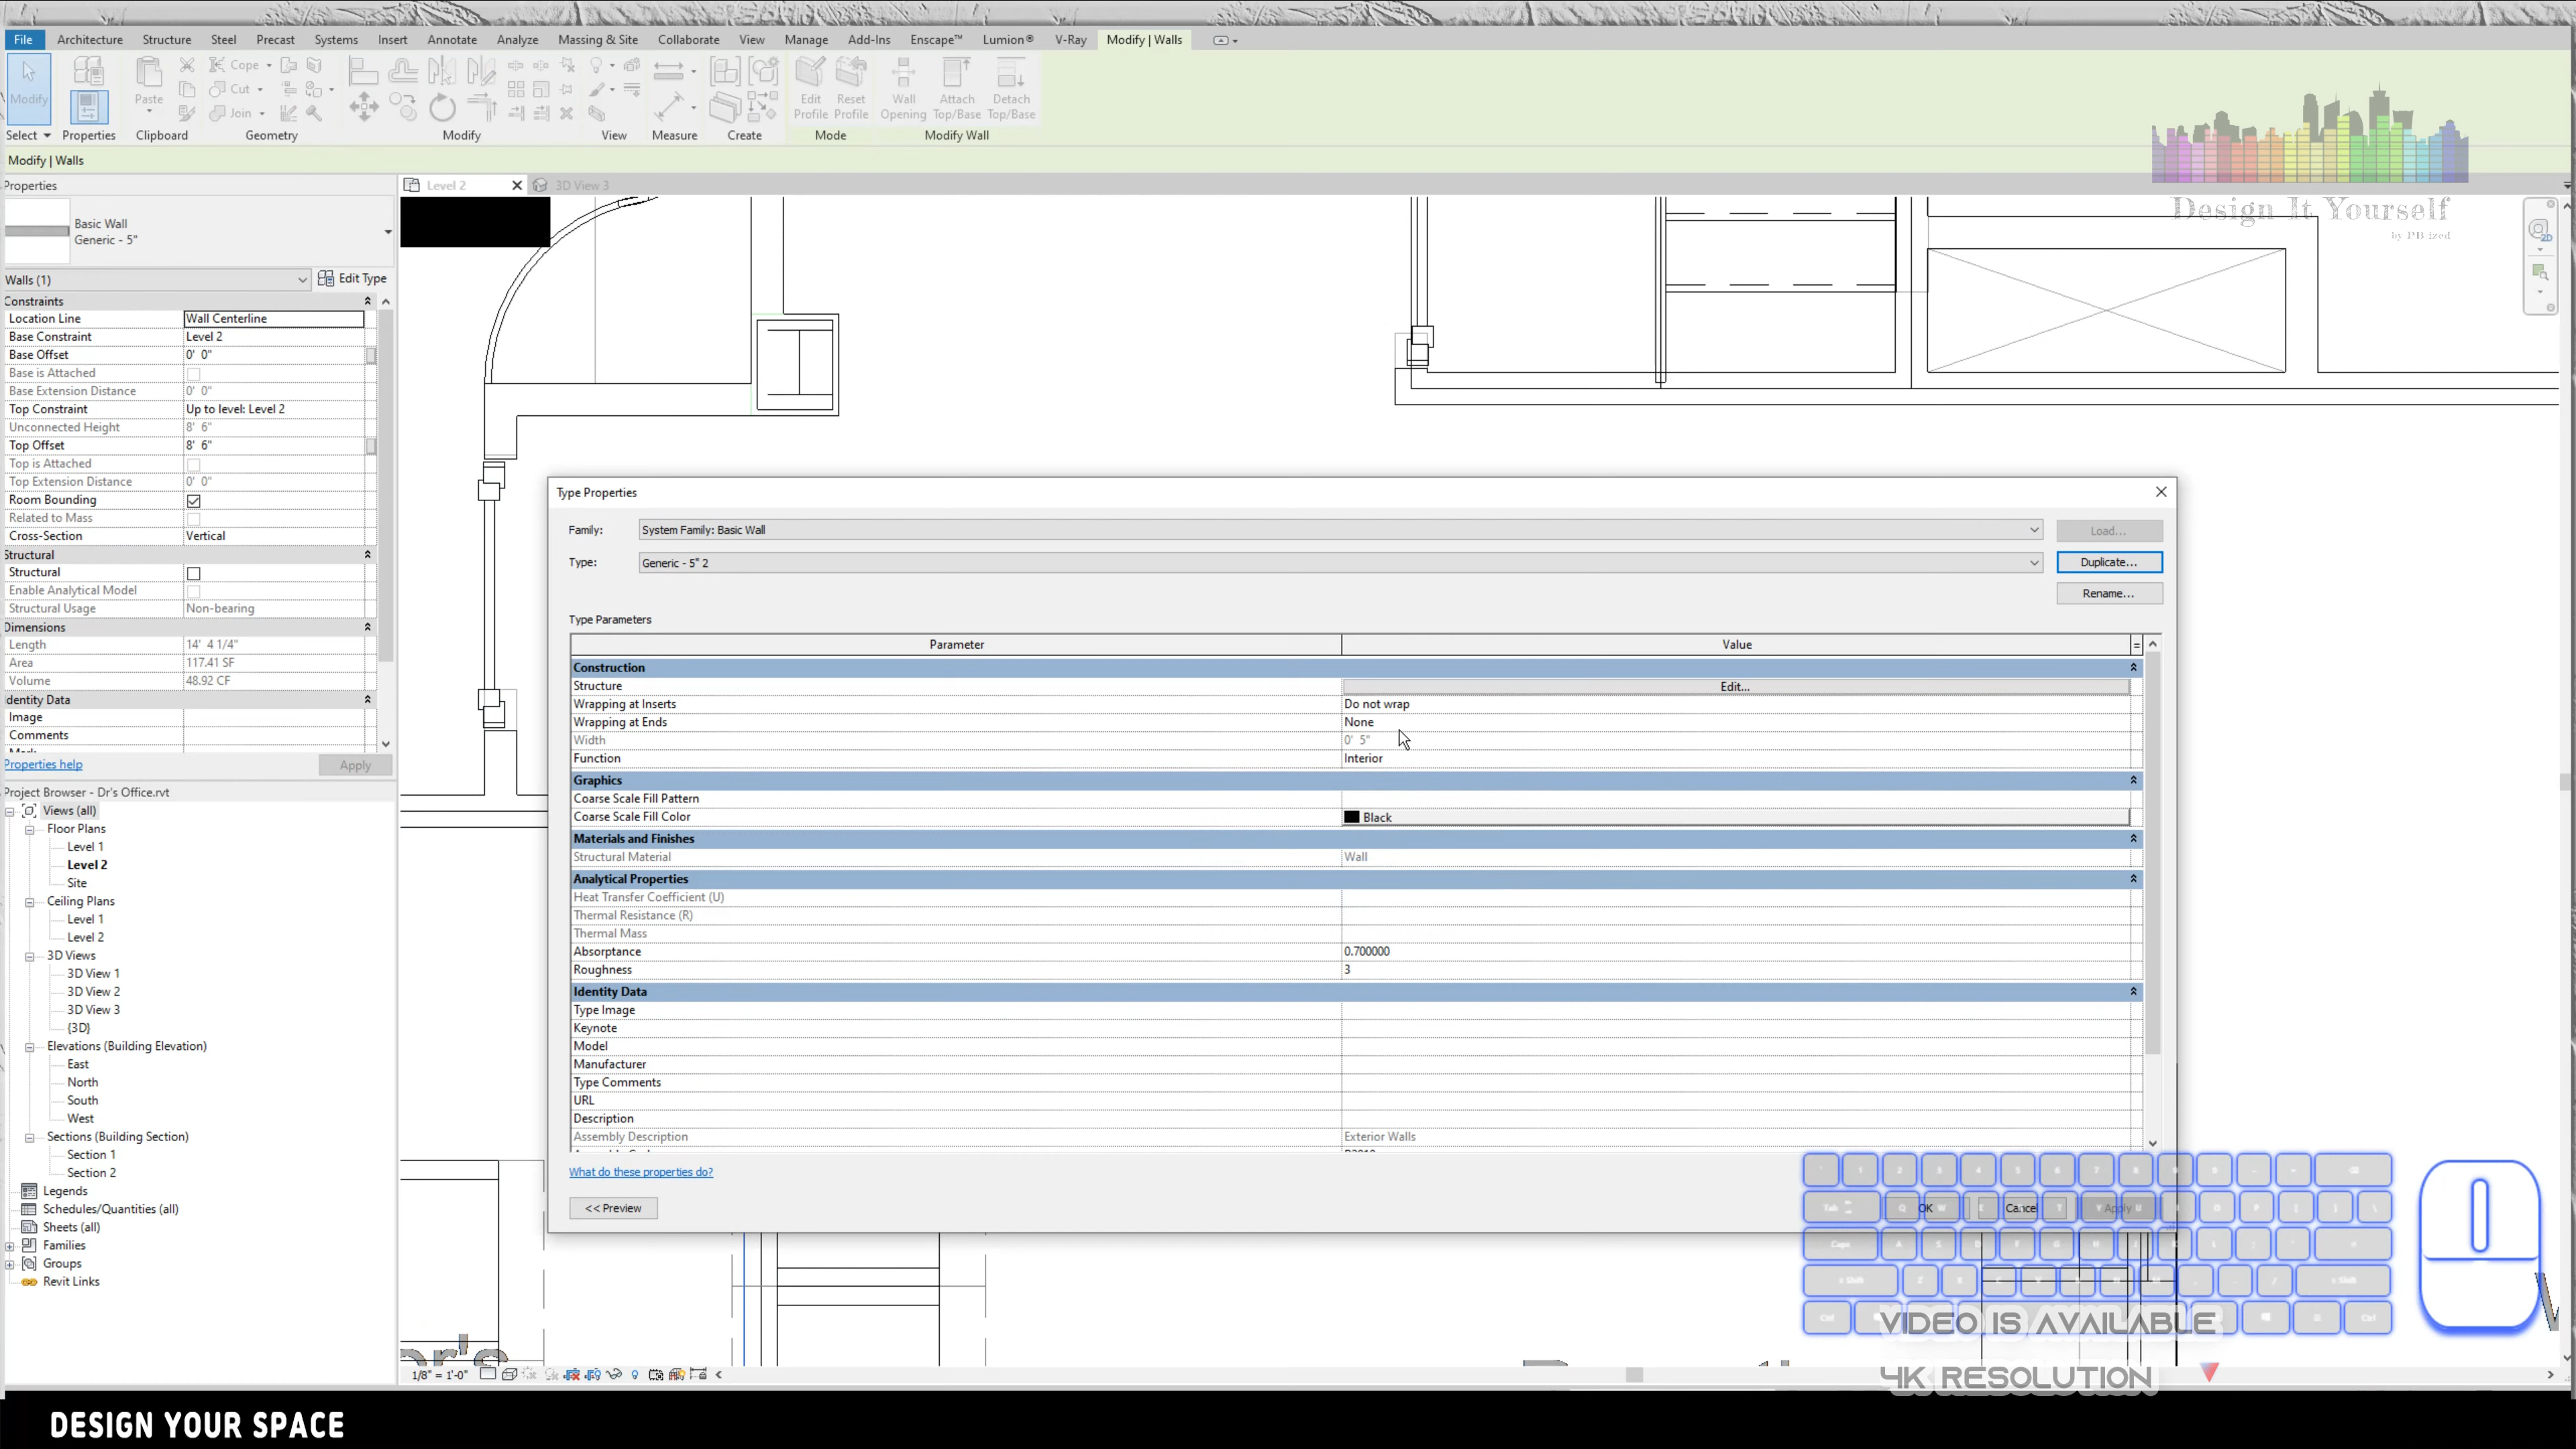 File Architecture Structure Steel Precast Systems Insert Annotate Analyze Massing & Site Collaborate View Manage Add-Ins Enscape™ Lumion® V-Ray Modify | Walls
Modify Paste Cope Cut Join Edit Profile Reset Profile Wall Opening Attach Top/Base Detach Top/Base
Select Properties Clipboard Geometry Modify View Measure Create Mode Modify Wall
Modify | Walls
Properties
Level 2 3D View 3
Basic Wall
Generic - 5"
Design It Yourself
by PB ized
2D
Walls (1) Edit Type
Constraints
Location Line Wall Centerline
Base Constraint Level 2
Base Offset 0' 0"
Base is Attached
Base Extension Distance 0' 0"
Top Constraint Up to level: Level 2
Unconnected Height 8' 6"
Top Offset 8' 6"
Top is Attached
Top Extension Distance 0' 0"
Room Bounding
Related to Mass
Cross-Section Vertical
Structural
Structural
Enable Analytical Model
Structural Usage Non-bearing
Dimensions
Length 14' 4 1/4"
Area 117.41 SF
Volume 48.92 CF
Identity Data
Image
Comments
Properties help Apply
Project Browser - Dr's Office.rvt
Views (all)
Floor Plans
Level 1
Level 2
Site
Ceiling Plans
Level 1
Level 2
3D Views
3D View 1
3D View 2
3D View 3
{3D}
Elevations (Building Elevation)
East
North
South
West
Sections (Building Section)
Section 1
Section 2
Legends
Schedules/Quantities (all)
Sheets (all)
Families
Groups
Revit Links
Type Properties
Family: System Family: Basic Wall Load...
Type: Generic - 5" 2 Duplicate...
Rename...
Type Parameters
Parameter Value =
Construction
Structure Edit...
Wrapping at Inserts Do not wrap
Wrapping at Ends None
Width 0' 5"
Function Interior
Graphics
Coarse Scale Fill Pattern
Coarse Scale Fill Color Black
Materials and Finishes
Structural Material Wall
Analytical Properties
Heat Transfer Coefficient (U)
Thermal Resistance (R)
Thermal Mass
Absorptance 0.700000
Roughness 3
Identity Data
Type Image
Keynote
Model
Manufacturer
Type Comments
URL
Description
Assembly Description Exterior Walls
What do these properties do?
<< Preview OK Cancel Apply
VIDEO IS AVAILABLE
4K RESOLUTION
1/8" = 1'-0"
DESIGN YOUR SPACE